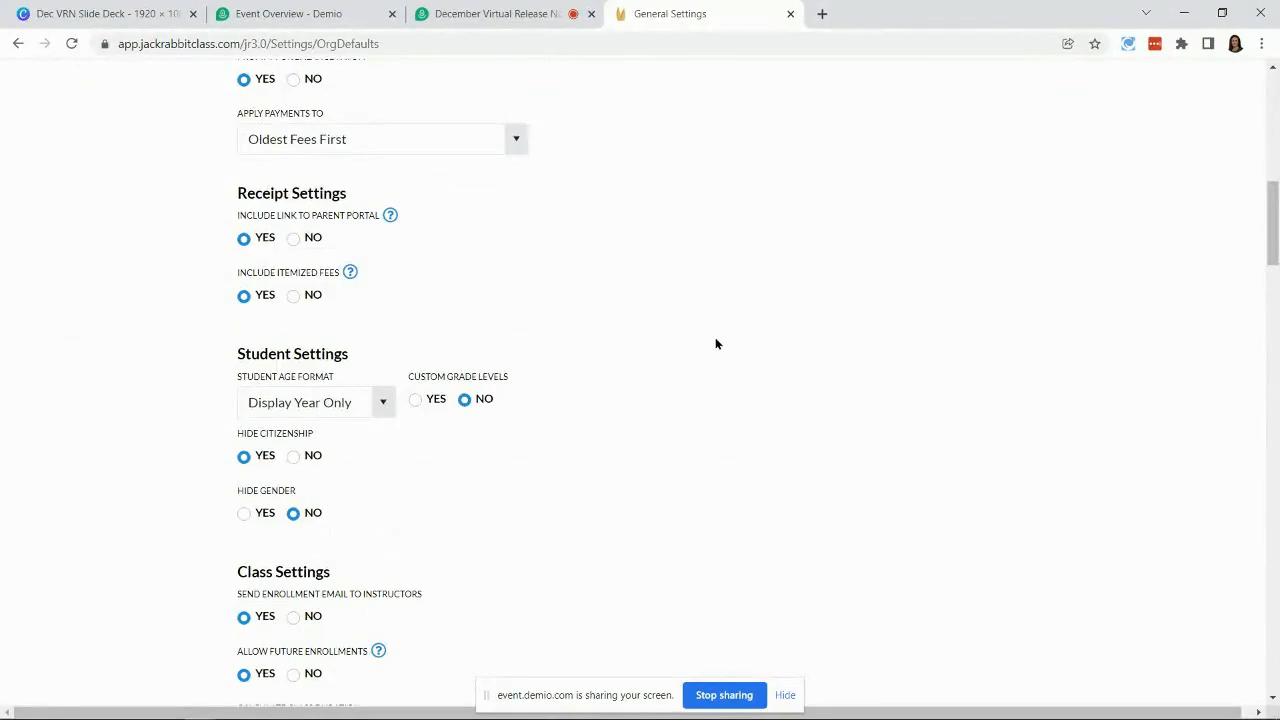 Dec VRN Slide Deck - 1920 × 10
Event Overview - Demio
December Virtual Release N
General Settings
app.jackrabbitclass.com/jr3.0/Settings/OrgDefaults
YES NO
APPLY PAYMENTS TO
Oldest Fees First
Receipt Settings
INCLUDE LINK TO PARENT PORTAL ?
YES NO
INCLUDE ITEMIZED FEES ?
YES NO
Student Settings
STUDENT AGE FORMAT CUSTOM GRADE LEVELS
Display Year Only YES NO
HIDE CITIZENSHIP
YES NO
HIDE GENDER
YES NO
Class Settings
SEND ENROLLMENT EMAIL TO INSTRUCTORS
YES NO
ALLOW FUTURE ENROLLMENTS ?
YES NO
event.demio.com is sharing your screen. Stop sharing Hide